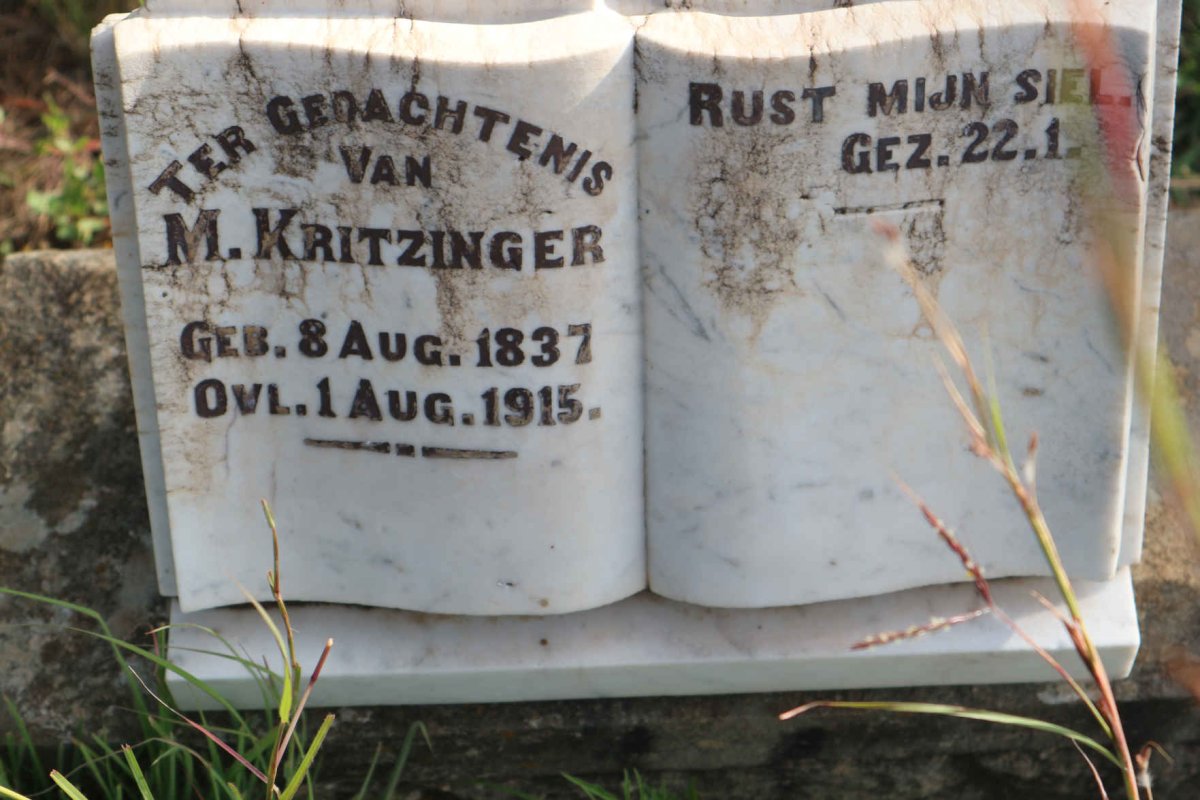 TER GEDACHTENIS
VAN
M. KRITZINGER
GEB. 8 AUG. 1837
OVL. 1 AUG. 1915.
RUST MIJN SIEL.
GEZ. 22. 1.